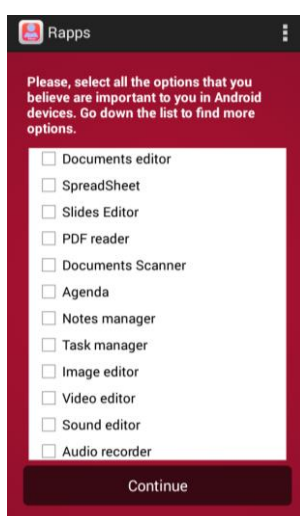 Rapps
Please, select all the options that you
believe are important to you in Android
devices. Go down the list to find more
options.
Documents editor
SpreadSheet
Slides Editor
PDF reader
Documents Scanner
Agenda
Notes manager
Task manager
Image editor
Video editor
Sound editor
Audio recorder
Continue